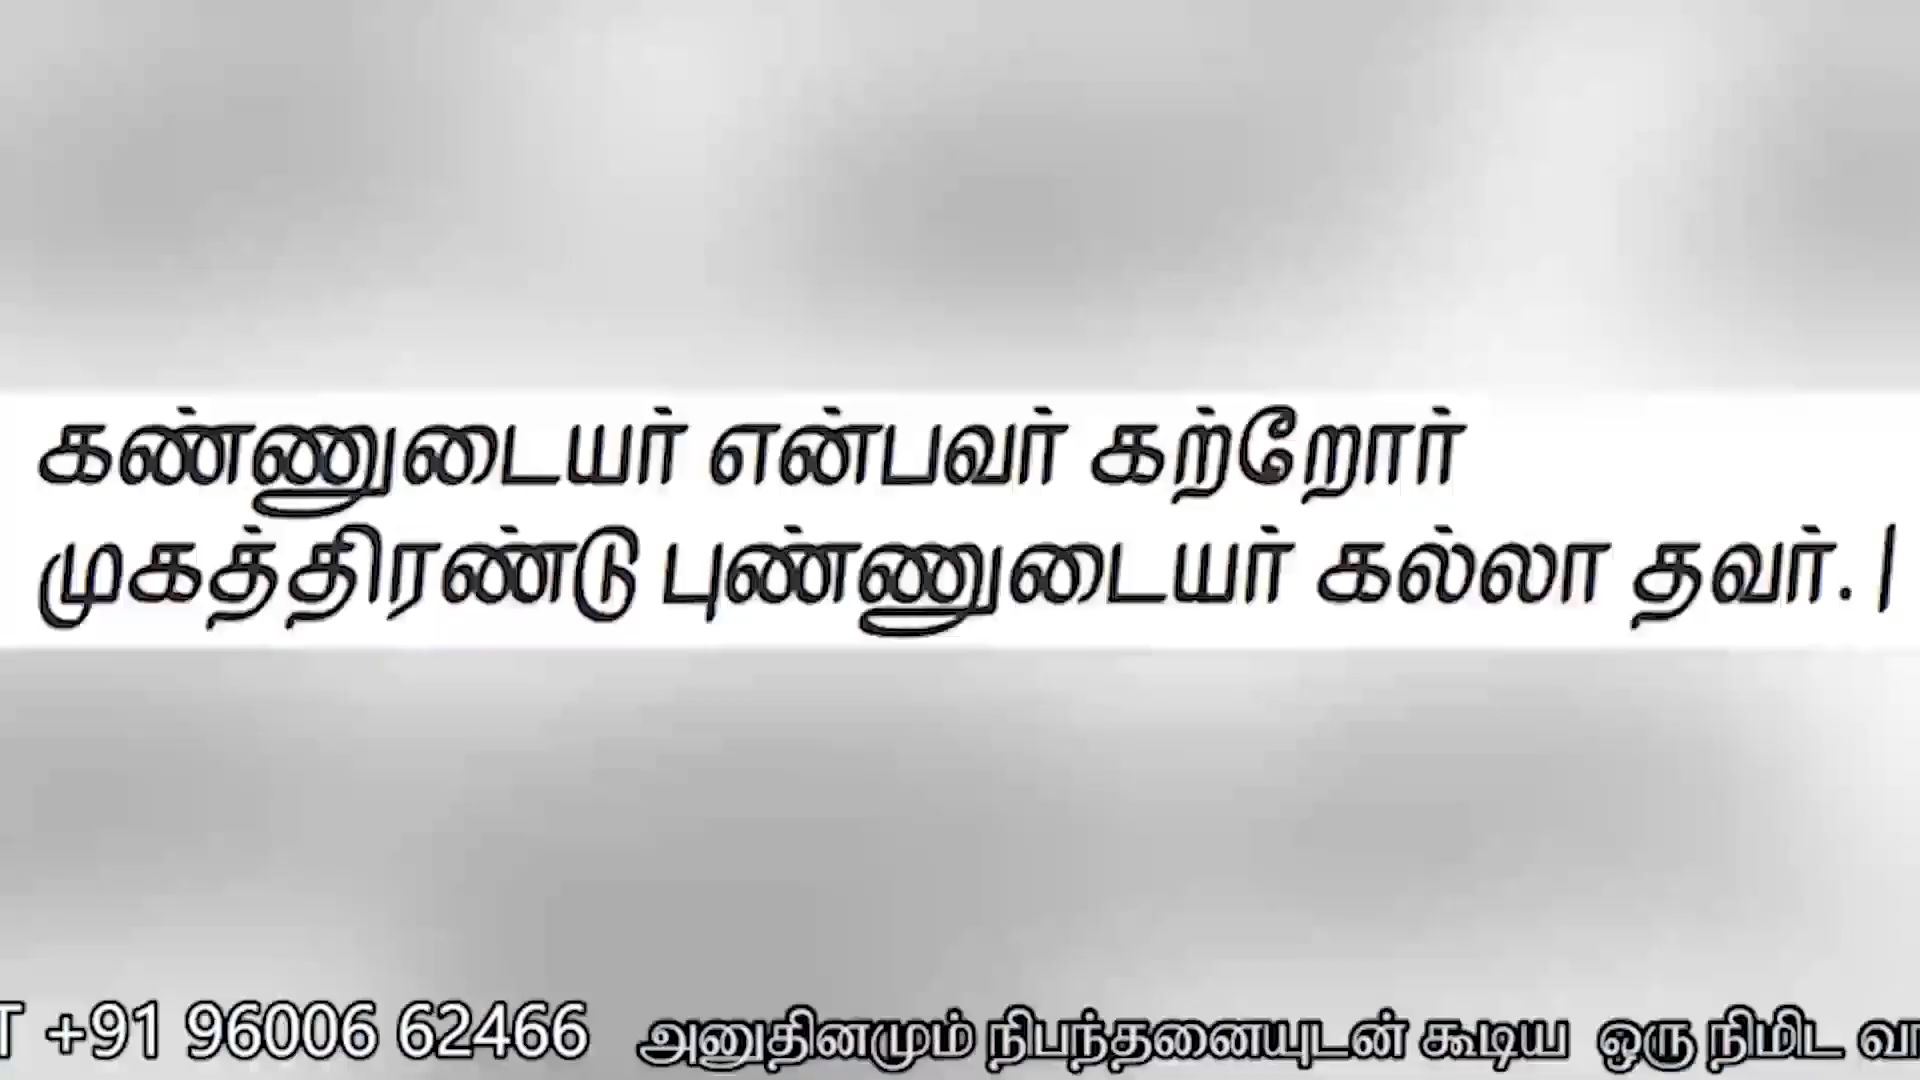 கண்ணுடையர் என்பவர் கற்றோர்
முகத்திரண்டு புண்ணுடையர் கல்லா தவர். |
T +91 96006 62466 அனுதினமும் நிபந்தனையுடன் கூடிய ஒரு நிமிட வா